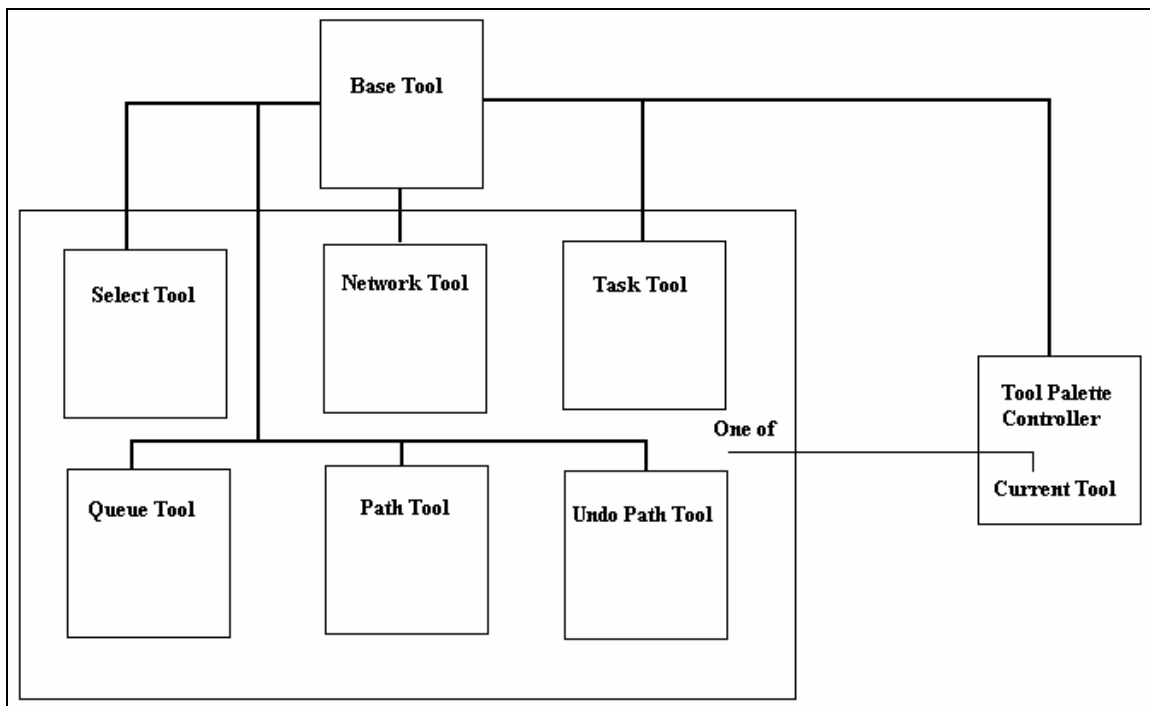 Base Tool
Select Tool
Network Tool
Task Tool
Tool Palette
Controller
One of
Current Tool
Queue Tool
Path Tool
Undo Path Tool